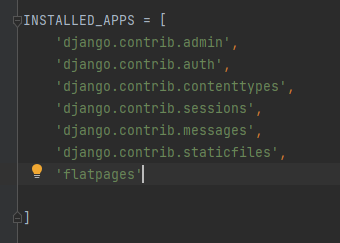 INSTALLED_APPS = [
'django.contrib.admin',
'django.contrib.auth',
'django.contrib.contenttypes',
'django.contrib.sessions',
'django.contrib.messages',
'django.contrib.staticfiles',
'flatpages'
]